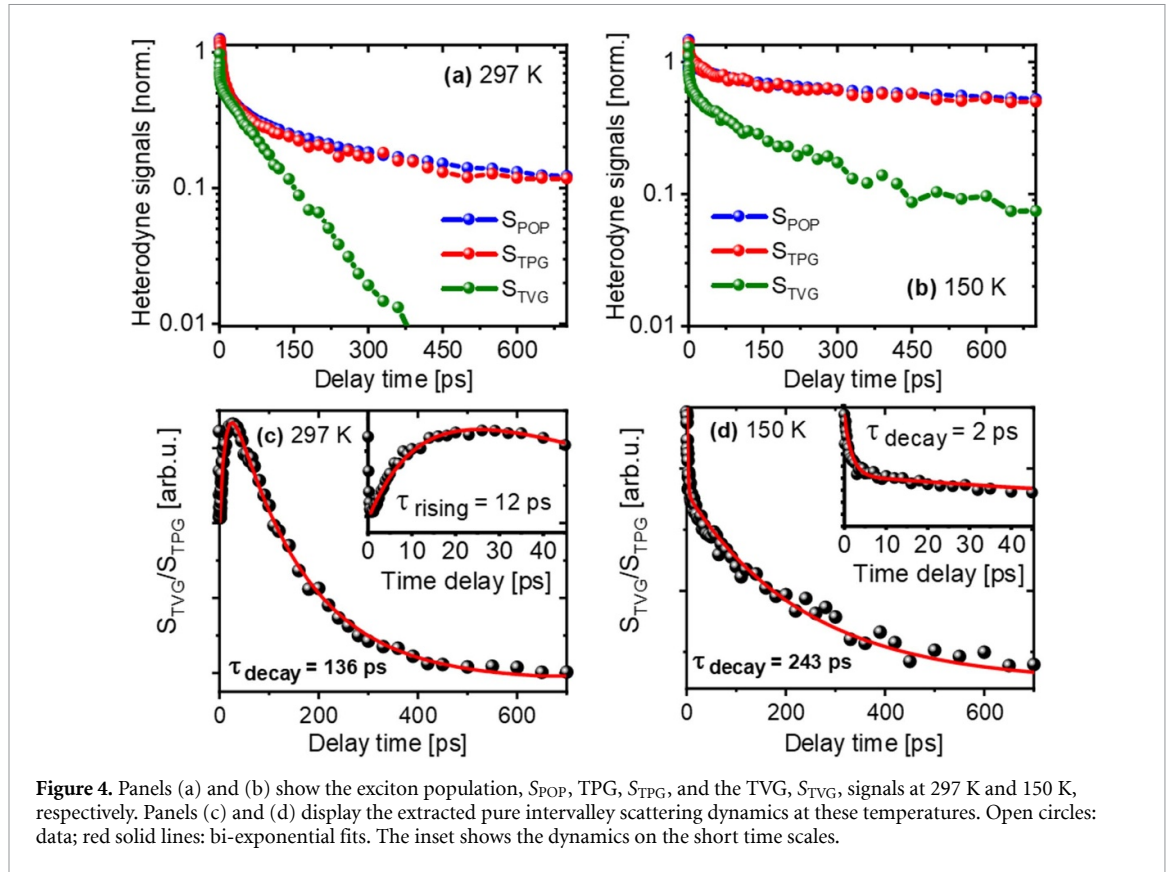 Heterodyne signals [norm.]
1
0.1
0.01
(a) 297 K
S_POP
S_TPG
S_TVG
0 150 300 450 600
Delay time [ps]
Heterodyne signals [norm.]
1
0.1
0.01
S_POP
S_TPG
S_TVG
(b) 150 K
0 150 300 450 600
Delay time [ps]
S_TVG/S_TPG [arb.u.]
(c) 297 K
τ rising = 12 ps
0 10 20 30 40
Time delay [ps]
τ decay = 136 ps
0 200 400 600
Delay time [ps]
S_TVG/S_TPG [arb.u.]
(d) 150 K
τ decay = 2 ps
0 10 20 30 40
Time delay [ps]
τ decay = 243 ps
0 200 400 600
Delay time [ps]
Figure 4. Panels (a) and (b) show the exciton population, S_POP, TPG, S_TPG, and the TVG, S_TVG, signals at 297 K and 150 K,
respectively. Panels (c) and (d) display the extracted pure intervalley scattering dynamics at these temperatures. Open circles:
data; red solid lines: bi-exponential fits. The inset shows the dynamics on the short time scales.